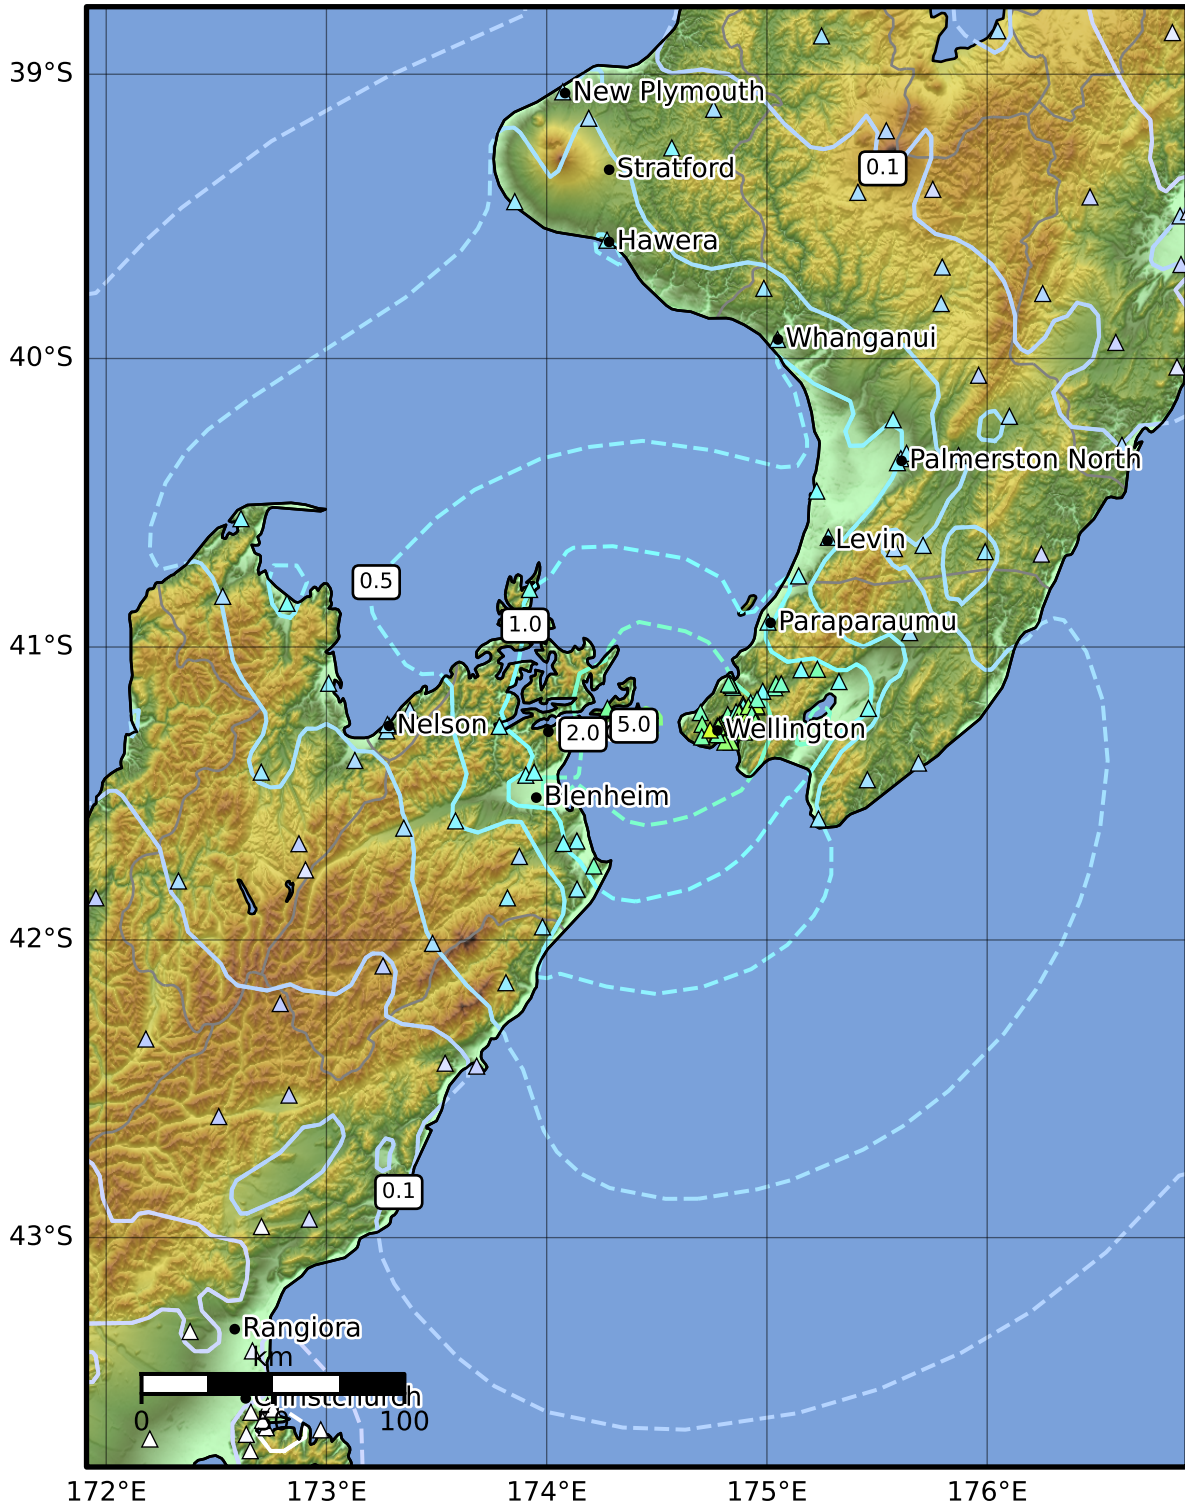 39°S
New Plymouth
0.1
Stratford
Hawera
Whanganui
40°S
Palmerston North
Levin
0.5
1.0
Paraparaumu
41°S
Nelson
2.0
5.0
Wellington
Blenheim
42°S
0.1
43°S
Rangiora
km
Christchurch
0
50
100
172°E
173°E
174°E
175°E
176°E